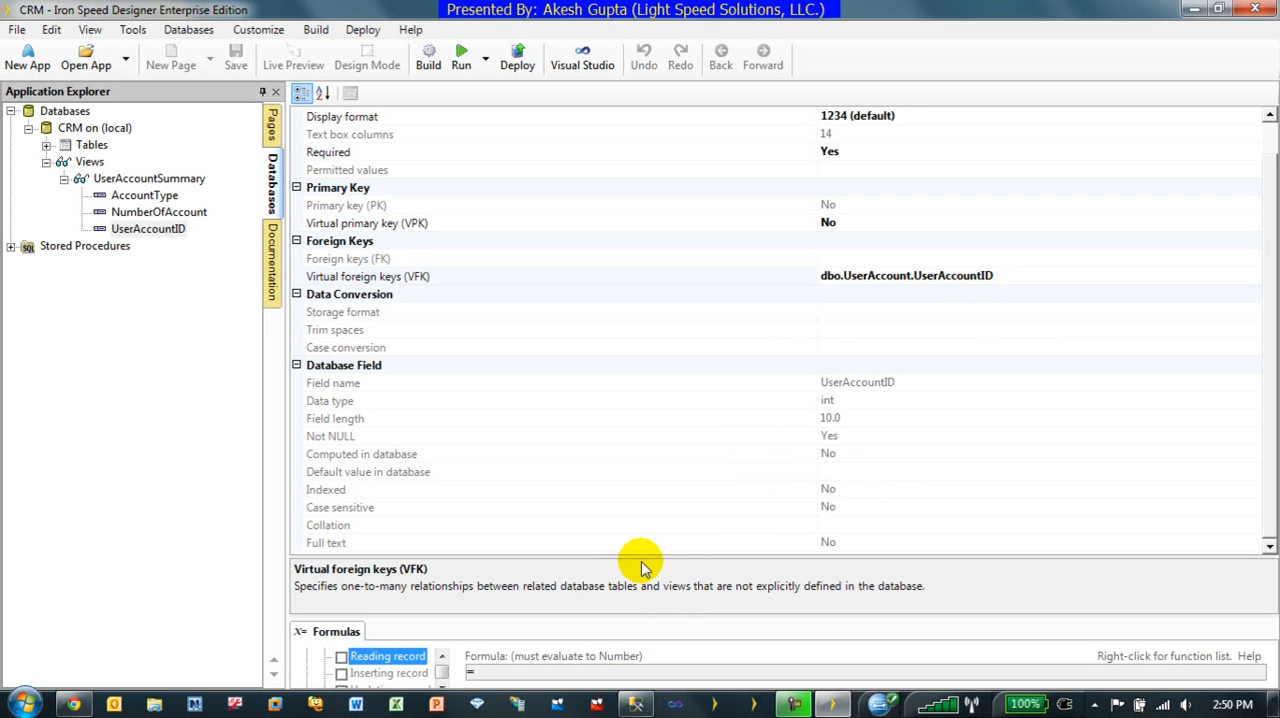 CRM - Iron Speed Designer Enterprise Edition
Presented By: Akesh Gupta (Light Speed Solutions, LLC.)
File Edit View Tools Databases Customize Build Deploy Help
New App Open App New Page Save Live Preview Design Mode Build Run Deploy Visual Studio Undo Redo Back Forward
Application Explorer
Databases
CRM on (local)
Tables
Views
UserAccountSummary
AccountType
NumberOfAccount
UserAccountID
Stored Procedures
Pages
Databases
Documentation
Display format 1234 (default)
Text box columns 14
Required Yes
Permitted values
Primary Key
Primary key (PK) No
Virtual primary key (VPK) No
Foreign Keys
Foreign keys (FK)
Virtual foreign keys (VFK) dbo.UserAccount.UserAccountID
Data Conversion
Storage format
Trim spaces
Case conversion
Database Field
Field name UserAccountID
Data type int
Field length 10.0
Not NULL Yes
Computed in database No
Default value in database
Indexed No
Case sensitive No
Collation
Full text No
Virtual foreign keys (VFK)
Specifies one-to-many relationships between related database tables and views that are not explicitly defined in the database.
X= Formulas
Reading record Formula: (must evaluate to Number) Right-click for function list. Help
Inserting record =
100% 2:50 PM